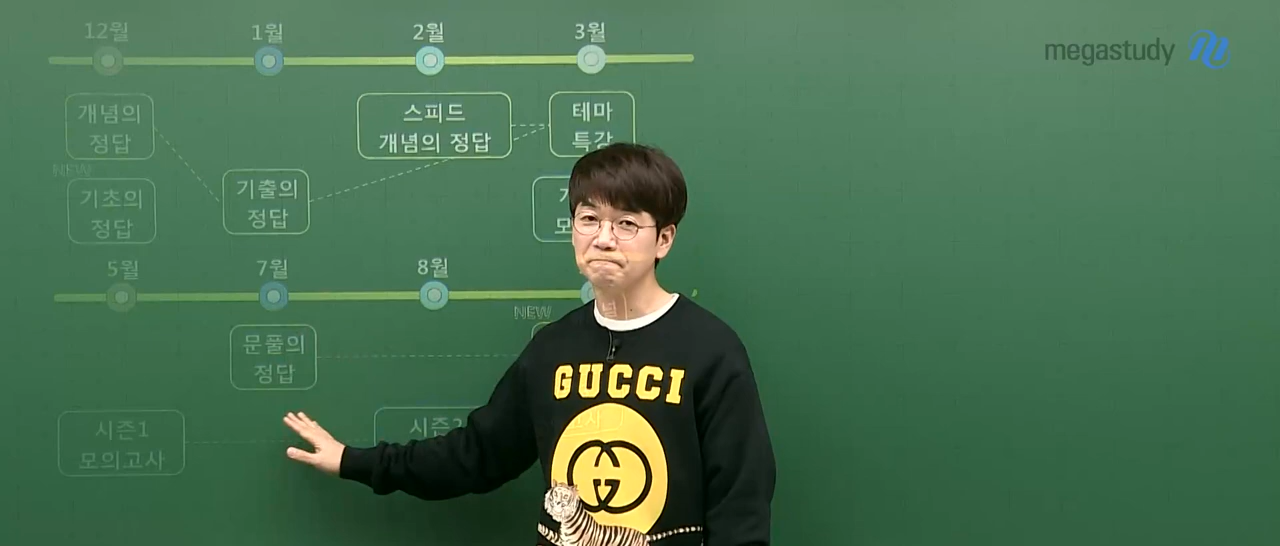 12월 1월 2월 3월
megastudy
개념의
정답
스피드
개념의 정답
테마
특강
NEW
기초의
정답
기출의
정답
5월 7월 8월
NEW
문풀의
정답
GUCCI
시즌1
모의고사